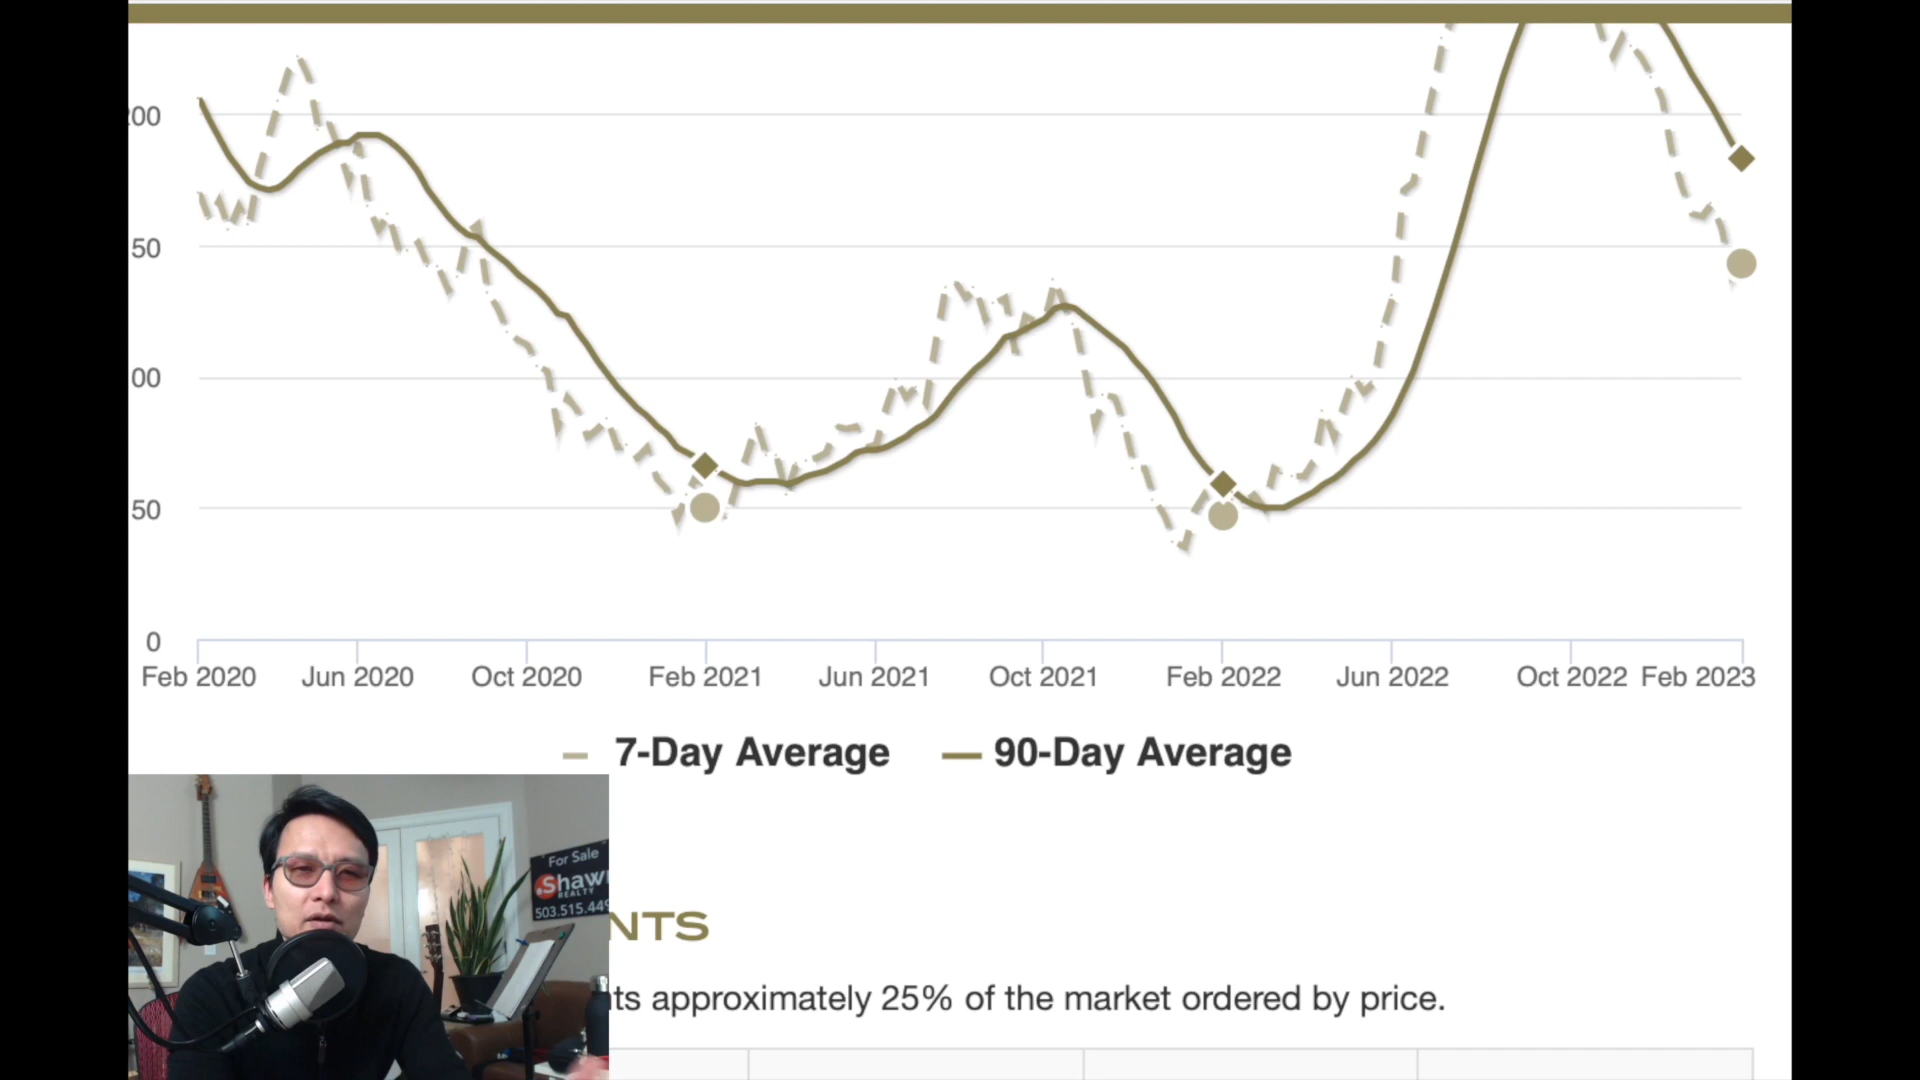 200
50
00
50
0
Feb 2020 Jun 2020 Oct 2020 Feb 2021 Jun 2021 Oct 2021 Feb 2022 Jun 2022 Oct 2022 Feb 2023
7-Day Average 90-Day Average
For Sale
Shaw
REALTY
503.515.449
NTS
ts approximately 25% of the market ordered by price.